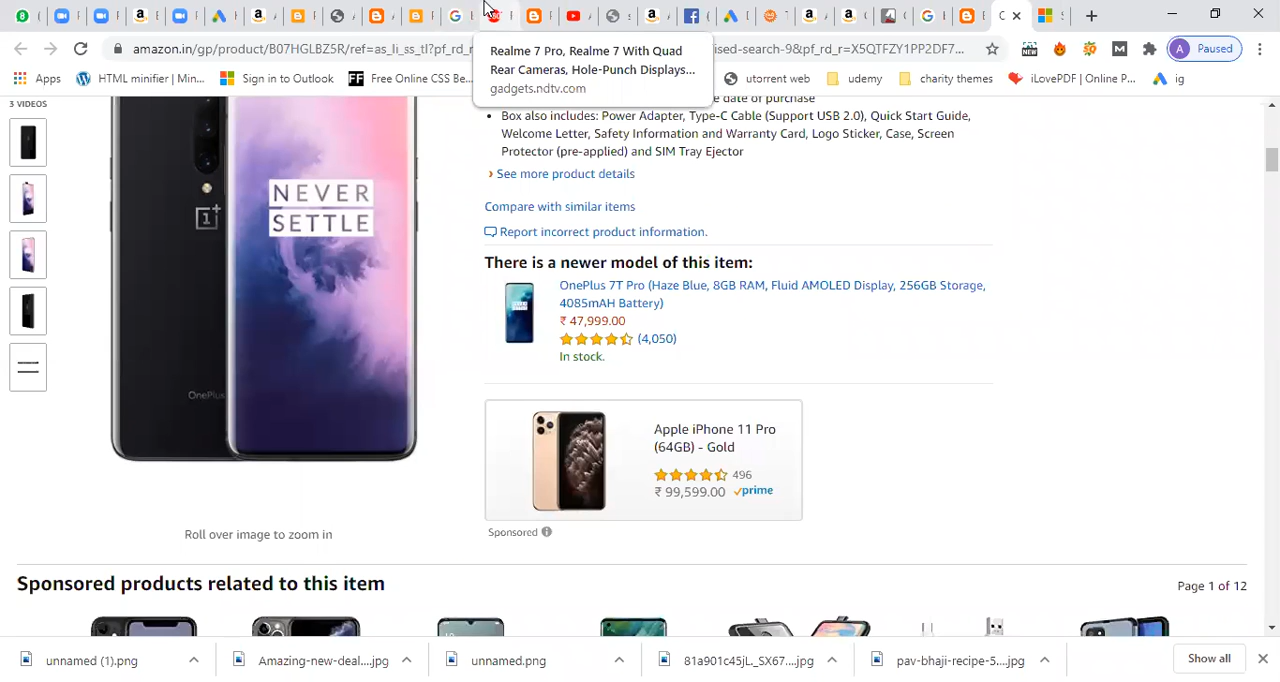 amazon.in/gp/product/B07HGLBZ5R/ref=as_li_ss_tl?pf_rd_r
ised-search-9&pf_rd_r=X5QTFZY1PP2DF7...
A Paused
Apps
HTML minifier | Min...
Sign in to Outlook
FF Free Online CSS Be...
utorrent web
udemy
charity themes
iLovePDF | Online P...
ig
Realme 7 Pro, Realme 7 With Quad
Rear Cameras, Hole-Punch Displays...
gadgets.ndtv.com
3 VIDEOS
e date of purchase
• Box also includes: Power Adapter, Type-C Cable (Support USB 2.0), Quick Start Guide,
Welcome Letter, Safety Information and Warranty Card, Logo Sticker, Case, Screen
Protector (pre-applied) and SIM Tray Ejector
› See more product details
Compare with similar items
Report incorrect product information.
There is a newer model of this item:
OnePlus 7T Pro (Haze Blue, 8GB RAM, Fluid AMOLED Display, 256GB Storage,
4085mAH Battery)
₹ 47,999.00
(4,050)
In stock.
NEVER
SETTLE
OnePlus
Apple iPhone 11 Pro
(64GB) - Gold
496
₹ 99,599.00 prime
Sponsored
Roll over image to zoom in
Sponsored products related to this item
Page 1 of 12
unnamed (1).png
Amazing-new-deal....jpg
unnamed.png
81a901c45jL._SX67....jpg
pav-bhaji-recipe-5....jpg
Show all